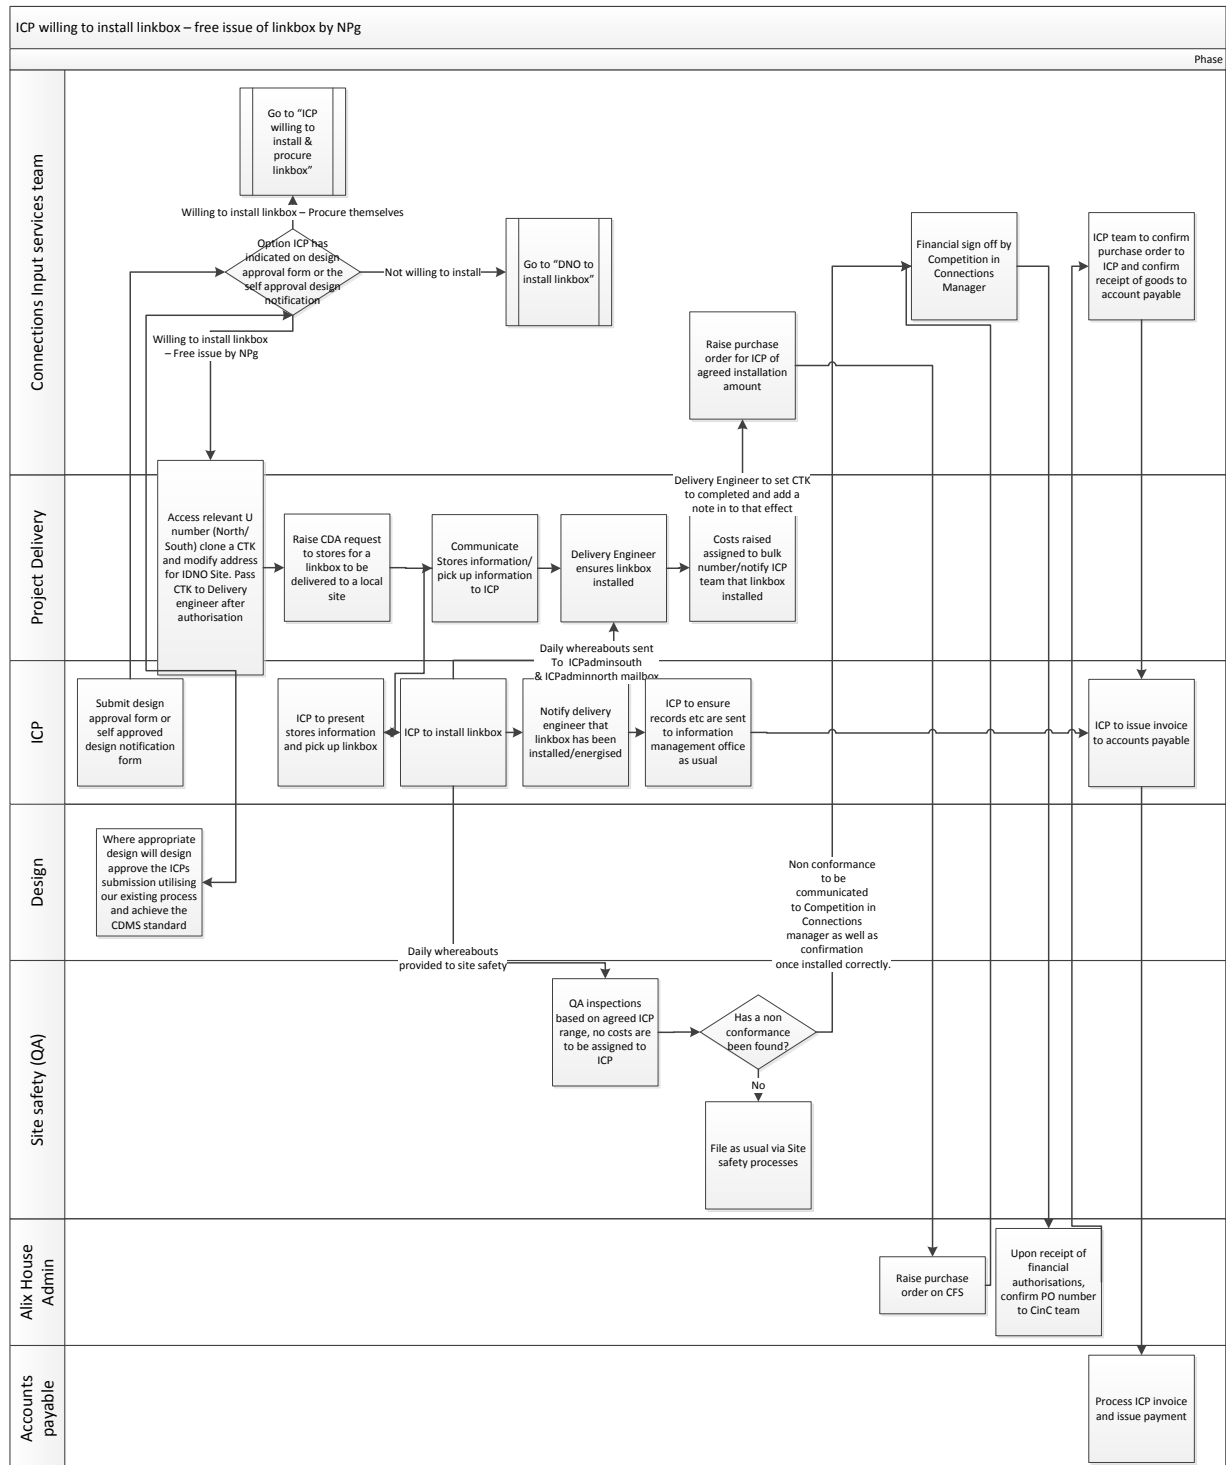 ICP willing to install linkbox – free issue of linkbox by NPg
Phase
Connections Input services team
Go to “ICP
willing to
install &
procure
linkbox”
Willing to install linkbox – Procure themselves
Option ICP has
indicated on design
approval form or the
self approval design
notification
Not willing to install
Go to “DNO to
install linkbox”
Willing to install linkbox
– Free issue by NPg
Financial sign off by
Competition in
Connections
Manager
ICP team to confirm
purchase order to
ICP and confirm
receipt of goods to
account payable
Raise purchase
order for ICP of
agreed installation
amount
Project Delivery
Access relevant U
number (North/
South) clone a CTK
and modify address
for IDNO Site. Pass
CTK to Delivery
engineer after
authorisation
Raise CDA request
to stores for a
linkbox to be
delivered to a local
site
Communicate
Stores information/
pick up information
to ICP
Delivery Engineer
ensures linkbox
installed
Delivery Engineer to set CTK
to completed and add a
note in to that effect
Costs raised
assigned to bulk
number/notify ICP
team that linkbox
installed
Daily whereabouts sent
To  ICPadminsouth
& ICPadminnorth mailbox
ICP
Submit design
approval form or
self approved
design notification
form
ICP to present
stores information
and pick up linkbox
ICP to install linkbox
Notify delivery
engineer that
linkbox has been
installed/energised
ICP to ensure
records etc are sent
to information
management office
as usual
ICP to issue invoice
to accounts payable
Design
Where appropriate
design will design
approve the ICPs
submission utilising
our existing process
and achieve the
CDMS standard
Non conformance
to be
communicated
to Competition in
Connections
manager as well as
confirmation
once installed correctly.
Daily whereabouts
provided to site safety
Site safety (QA)
QA inspections
based on agreed ICP
range, no costs are
to be assigned to
ICP
Has a non
conformance
been found?
No
File as usual via Site
safety processes
Alix House
Admin
Raise purchase
order on CFS
Upon receipt of
financial
authorisations,
confirm PO number
to CinC team
Accounts
payable
Process ICP invoice
and issue payment